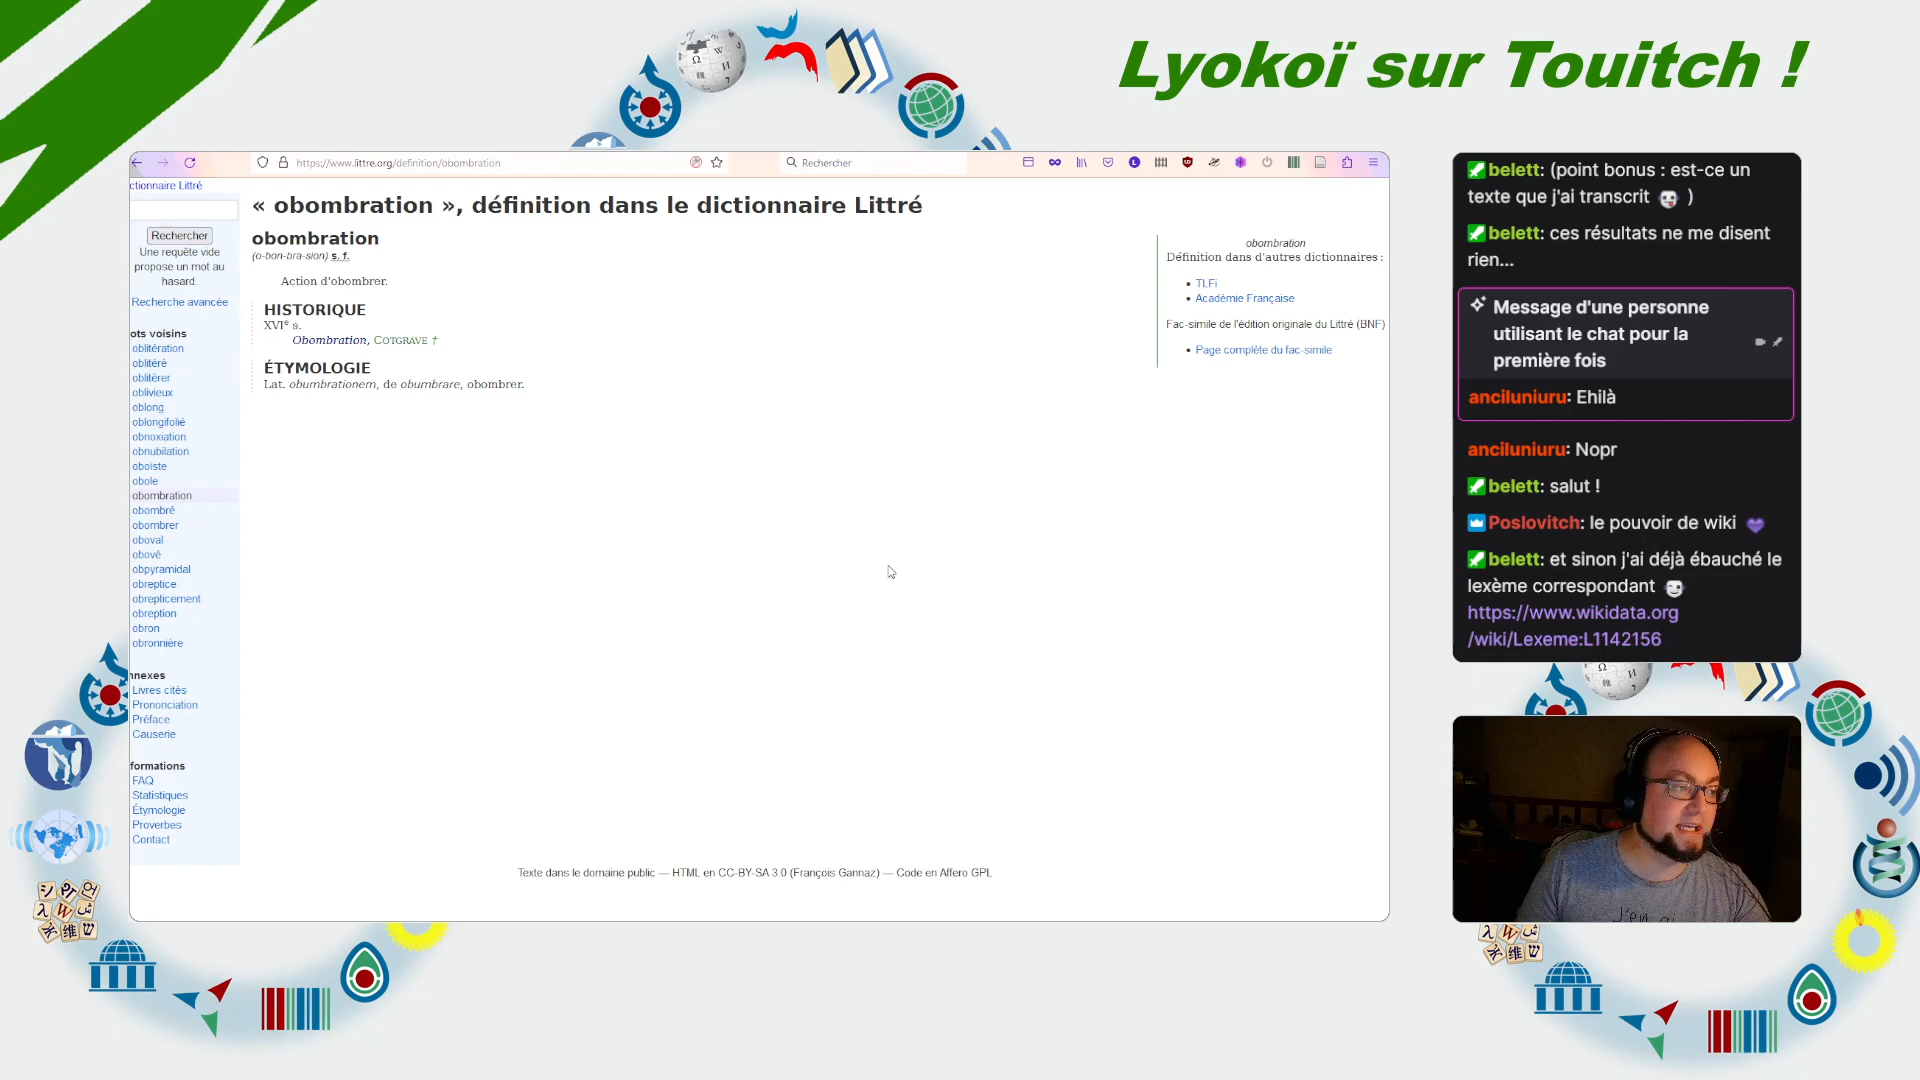 Lyokoï sur Touitch !
https://www.littre.org/definition/obombration
Rechercher
ctionnaire Littré
Rechercher
Une requête vide
propose un mot au
hasard.
Recherche avancée
ots voisins
oblitération
oblitéré
oblitérer
oblivieux
oblong
oblongifolié
obnoxiation
obnubilation
oboïste
obole
obombration
obombré
obombrer
oboval
obové
obpyramidal
obreptice
obrepticement
obreption
obron
obronnière
nnexes
Livres cités
Prononciation
Préface
Causerie
formations
FAQ
Statistiques
Étymologie
Proverbes
Contact
« obombration », définition dans le dictionnaire Littré
obombration
(o-bon-bra-sion) s. f.
Action d'obombrer.
HISTORIQUE
XVIe s.
Obombration, COTGRAVE †
ÉTYMOLOGIE
Lat. obumbrationem, de obumbrare, obombrer.
obombration
Définition dans d'autres dictionnaires :
TLFi
Académie Française
Fac-simile de l'édition originale du Littré (BNF)
Page complète du fac-simile
Texte dans le domaine public — HTML en CC-BY-SA 3.0 (François Gannaz) — Code en Affero GPL
belett: (point bonus : est-ce un
texte que j'ai transcrit )
belett: ces résultats ne me disent
rien...
Message d'une personne
utilisant le chat pour la
première fois
anciluniuru: Ehilà
anciluniuru: Nopr
belett: salut !
Poslovitch: le pouvoir de wiki
belett: et sinon j'ai déjà ébauché le
lexème correspondant
https://www.wikidata.org
/wiki/Lexeme:L1142156
J'en ai